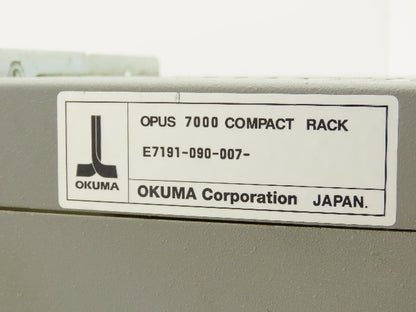 OPUS 7000 COMPACT RACK
E7191-090-007-
OKUMA
OKUMA Corporation JAPAN.